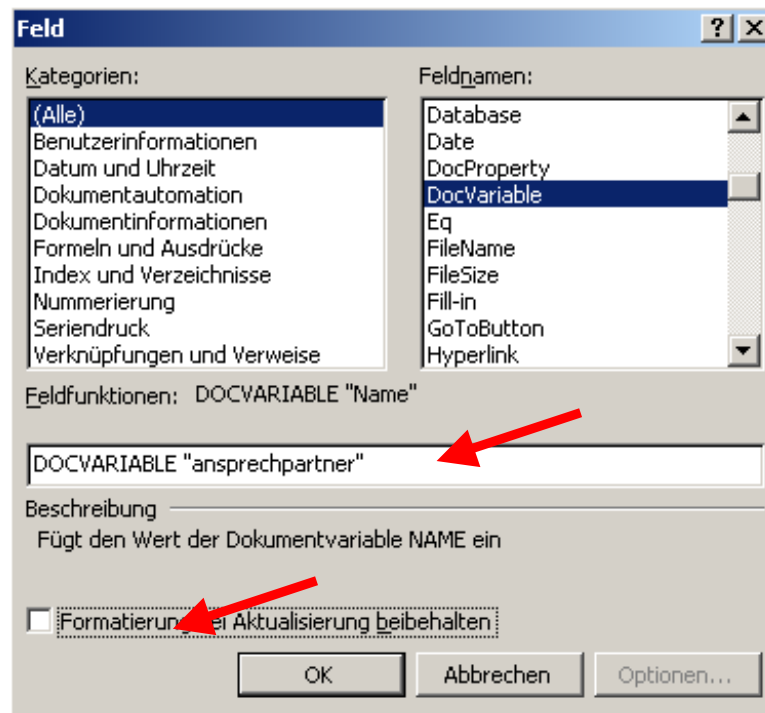 Feld
Kategorien:
Feldnamen:
(Alle)
Benutzerinformationen
Datum und Uhrzeit
Dokumentautomation
Dokumentinformationen
Formeln und Ausdrücke
Index und Verzeichnisse
Nummerierung
Seriendruck
Verknüpfungen und Verweise
Database
Date
DocProperty
DocVariable
Eq
FileName
FileSize
Fill-in
GoToButton
Hyperlink
Feldfunktionen: DOCVARIABLE "Name"
DOCVARIABLE "ansprechpartner"
Beschreibung
Fügt den Wert der Dokumentvariable NAME ein
Formatierung bei Aktualisierung beibehalten
OK
Abbrechen
Optionen...